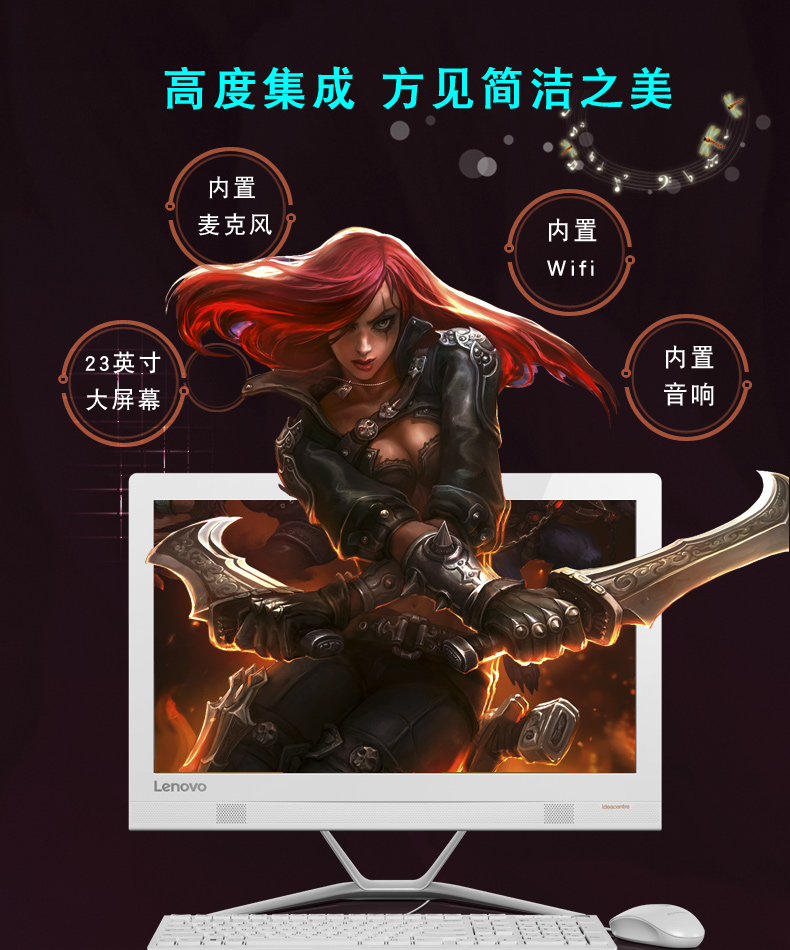 高度集成 方见简洁之美
内置
麦克风
内置
Wifi
23英寸
大屏幕
内置
音响
Lenovo
ideacentre